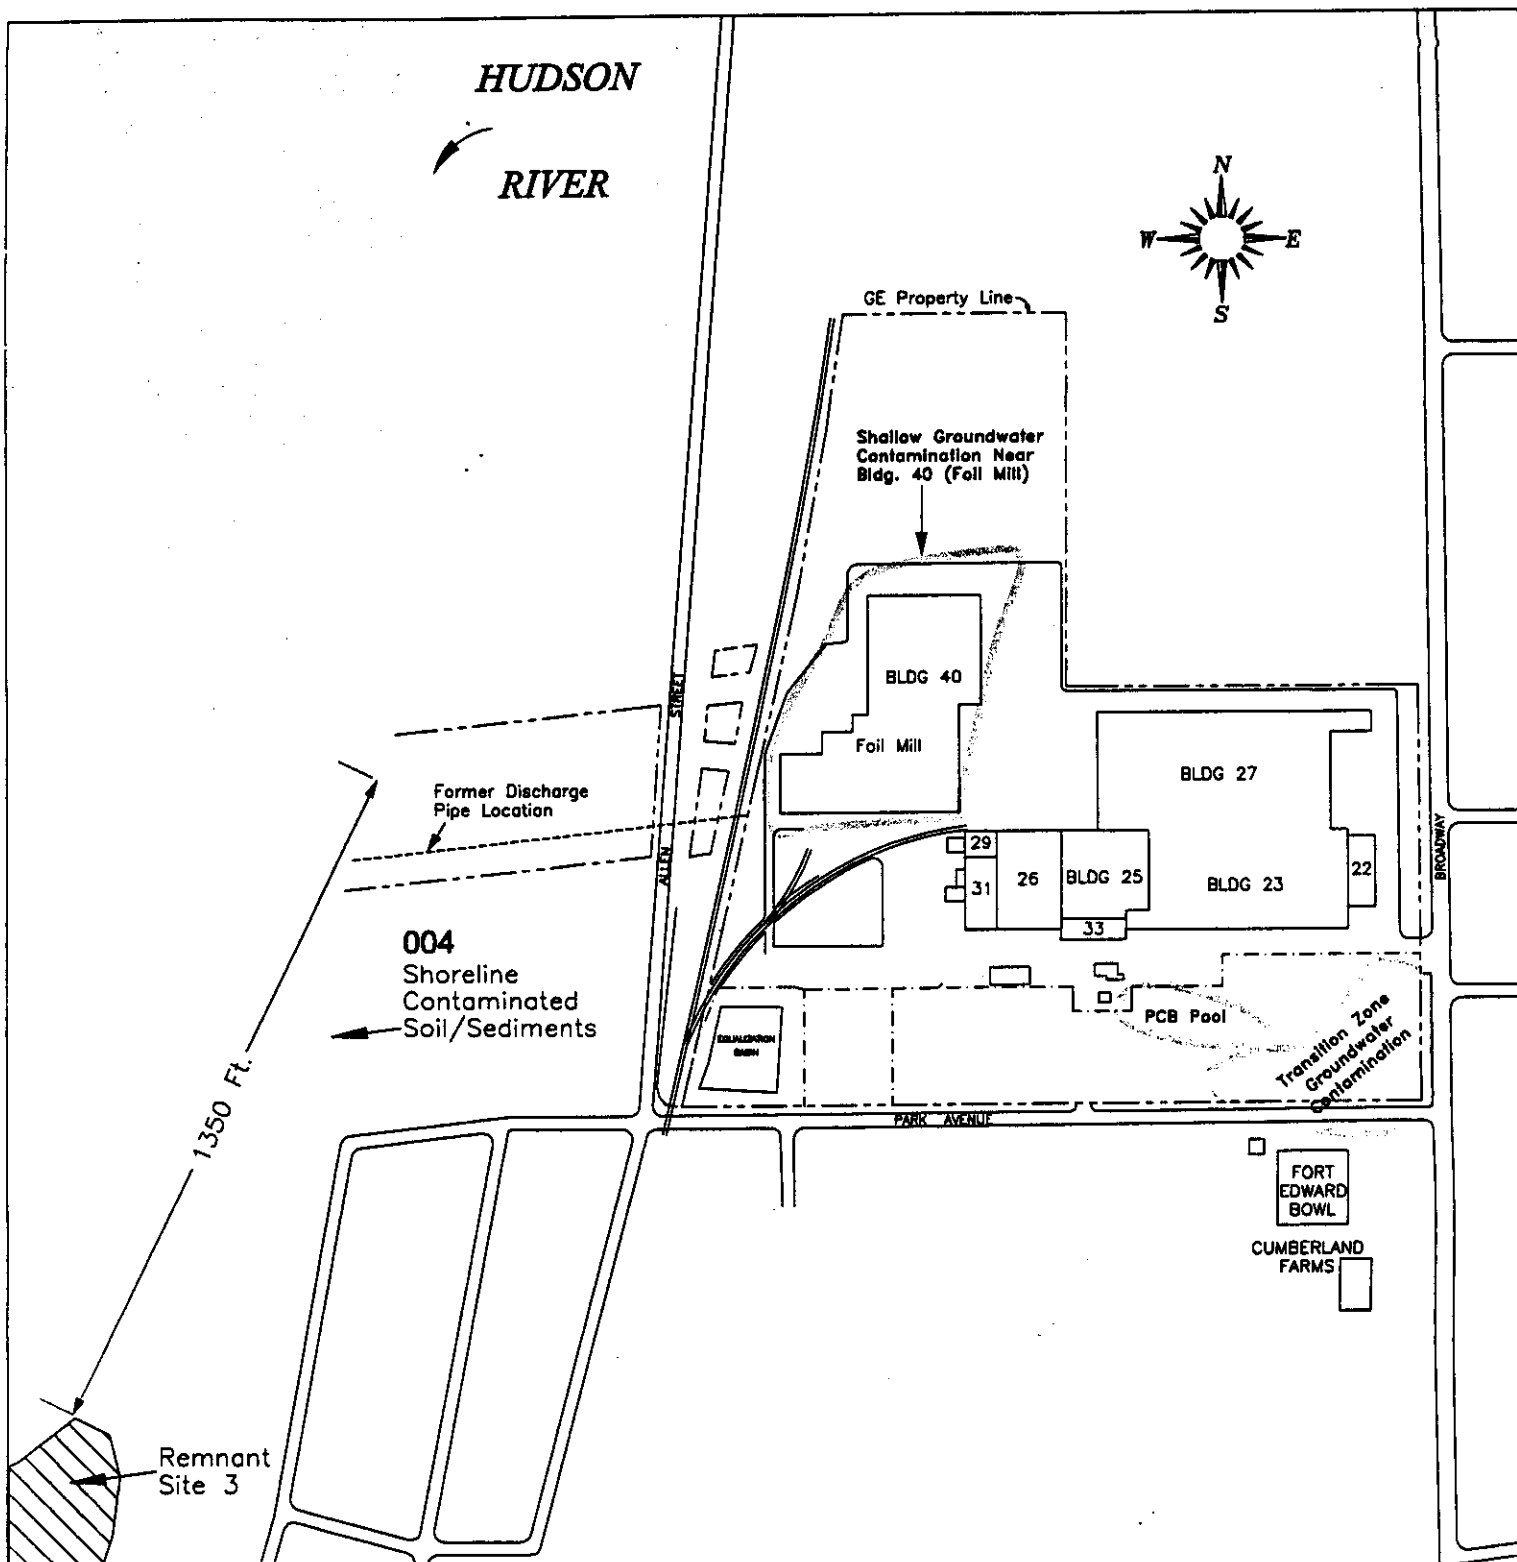 HUDSON
RIVER
N
W
E
S
GE Property Line
Shallow Groundwater
Contamination Near
Bldg. 40 (Foil Mill)
STREET
BLDG 40
Foil Mill
BLDG 27
Former Discharge
Pipe Location
ALLEN
BROADWAY
29
31
26
BLDG 25
BLDG 23
22
33
004
Shoreline
Contaminated
Soil/Sediments
PCB Pool
Transition Zone
Groundwater
Contamination
EQUALIZATION
BASIN
1350 Ft.
PARK AVENUE
FORT
EDWARD
BOWL
CUMBERLAND
FARMS
Remnant
Site 3